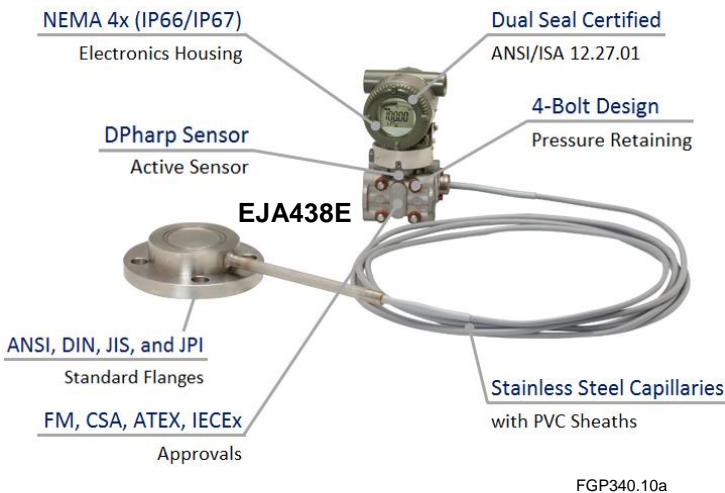 NEMA 4x (IP66/IP67)
Electronics Housing
Dual Seal Certified
ANSI/ISA 12.27.01
4-Bolt Design
Pressure Retaining
DPharp Sensor
Active Sensor
EJA438E
ANSI, DIN, JIS, and JPI
Standard Flanges
Stainless Steel Capillaries
with PVC Sheaths
FM, CSA, ATEX, IECEx
Approvals
FGP340.10a